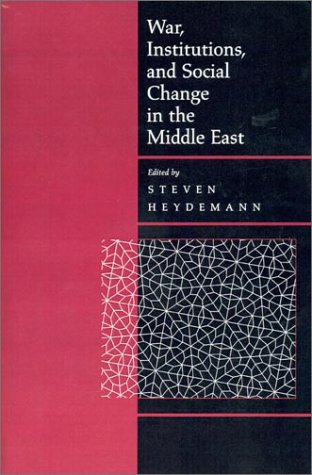 War,
Institutions,
and Social
Change
in the
Middle East
Edited by
STEVEN
HEYDEMANN